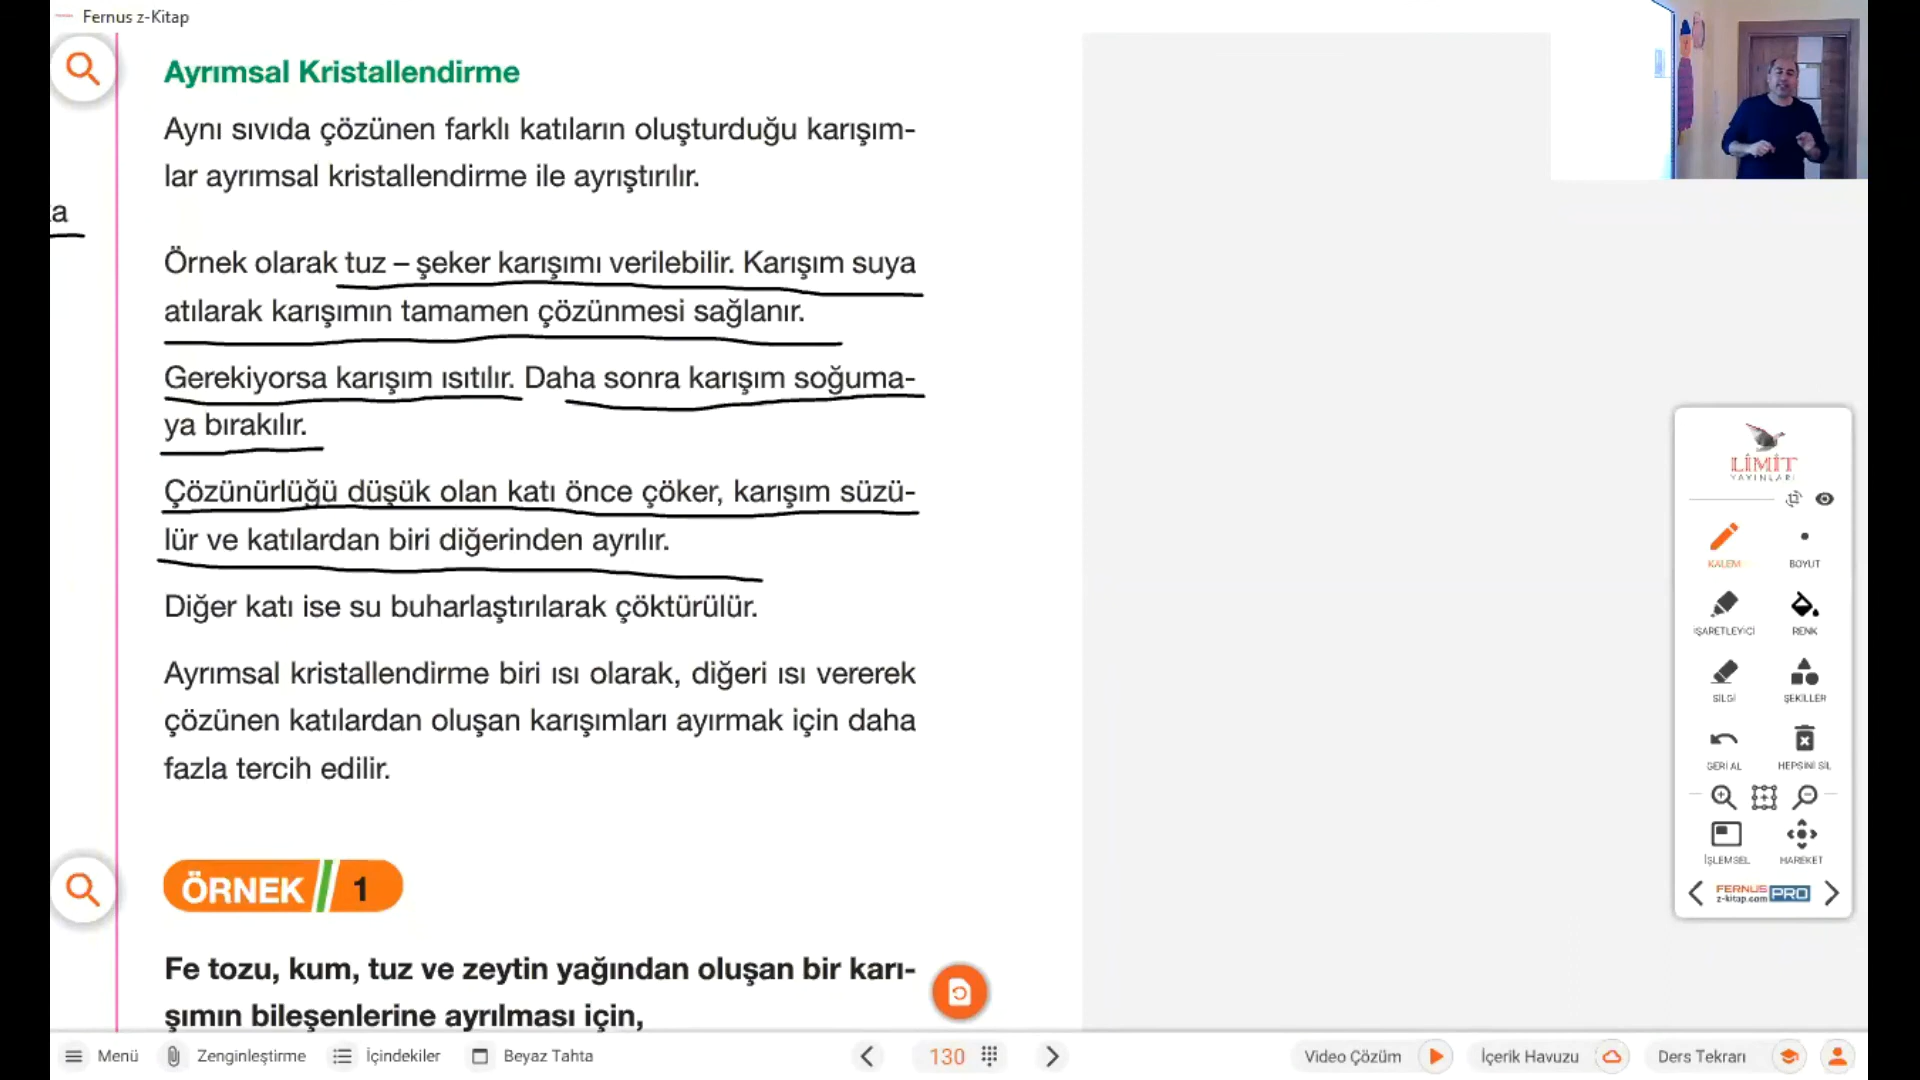 Fernus z-Kitap
Ayrımsal Kristallendirme
Aynı sıvıda çözünen farklı katıların oluşturduğu karışım-
lar ayrımsal kristallendirme ile ayrıştırılır.
a
Örnek olarak tuz – şeker karışımı verilebilir. Karışım suya
atılarak karışımın tamamen çözünmesi sağlanır.
Gerekiyorsa karışım ısıtılır. Daha sonra karışım soğuma-
ya bırakılır.
Çözünürlüğü düşük olan katı önce çöker, karışım süzü-
lür ve katılardan biri diğerinden ayrılır.
Diğer katı ise su buharlaştırılarak çöktürülür.
Ayrımsal kristallendirme biri ısı olarak, diğeri ısı vererek
çözünen katılardan oluşan karışımları ayırmak için daha
fazla tercih edilir.
ÖRNEK 1
Fe tozu, kum, tuz ve zeytin yağından oluşan bir karı-
şımın bileşenlerine ayrılması için,
LİMİT
YAYINLARI
KALEM BOYUT
İŞARETLEYİCİ RENK
SİLGİ ŞEKİLLER
GERİ AL HEPSİNİ SİL
İŞLEMSEL HAREKET
FERNUS PRO
z-kitap.com
Menü Zenginleştirme İçindekiler Beyaz Tahta 130 Video Çözüm İçerik Havuzu Ders Tekrarı